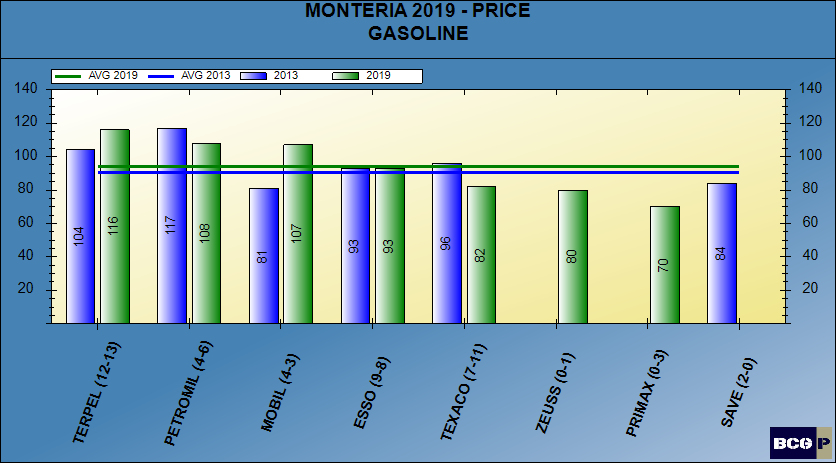 MONTERIA 2019 - PRICE
GASOLINE
AVG 2019 AVG 2013 2013 2019
140 140
120 120
100 100
80 80
60 60
40 40
20 20
104 116 117 108 81 107 93 93 96 82 80 70 84
TERPEL (12-13)
PETROMIL (4-6)
MOBIL (4-3)
ESSO (9-8)
TEXACO (7-11)
ZEUSS (0-1)
PRIMAX (0-3)
SAVE (2-0)
BCO P